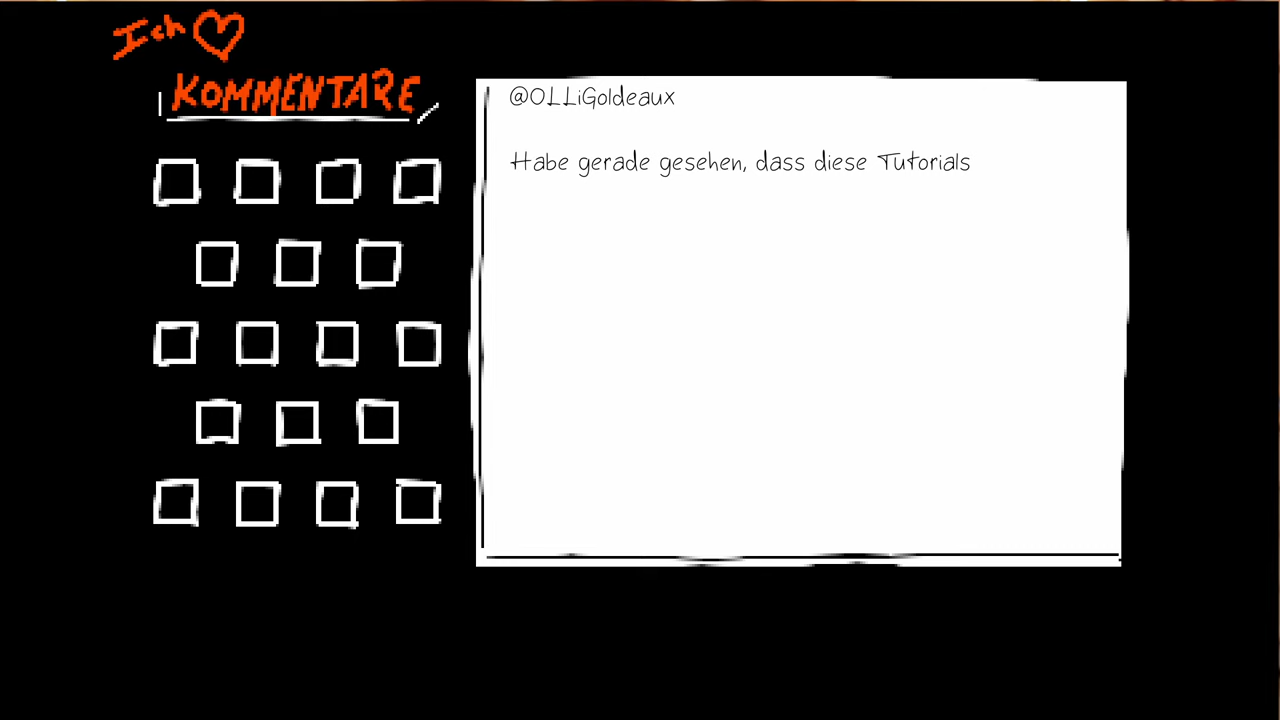 Ich
KOMMENTARE
@OLLiGoldeaux
Habe gerade gesehen, dass diese Tutorials